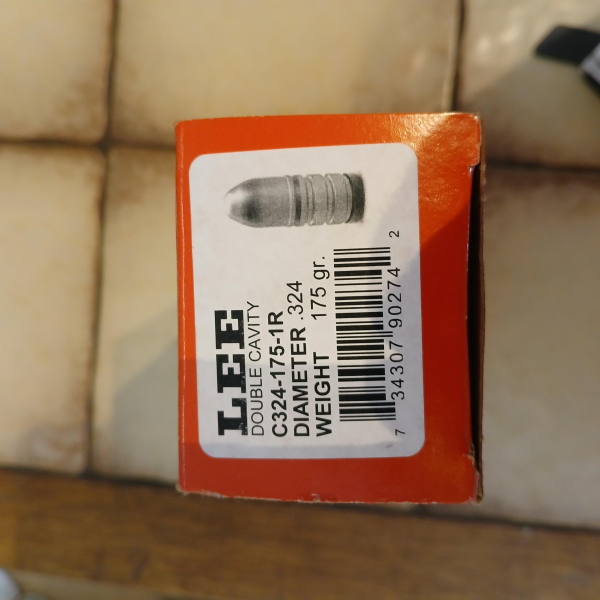 LEE
DOUBLE CAVITY
C324-175-1R
DIAMETER .324
WEIGHT 175 gr.
7 34307 90274 2